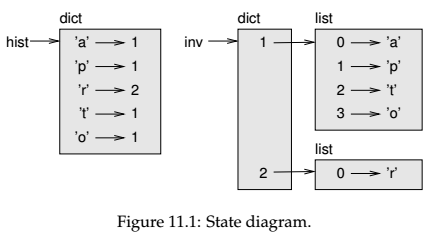 dict dict list
hist 'a' 1 inv 1 0 'a'
'p' 1 1 'p'
'r' 2 2 't'
't' 1 3 'o'
'o' 1
list
2 0 'r'
Figure 11.1: State diagram.